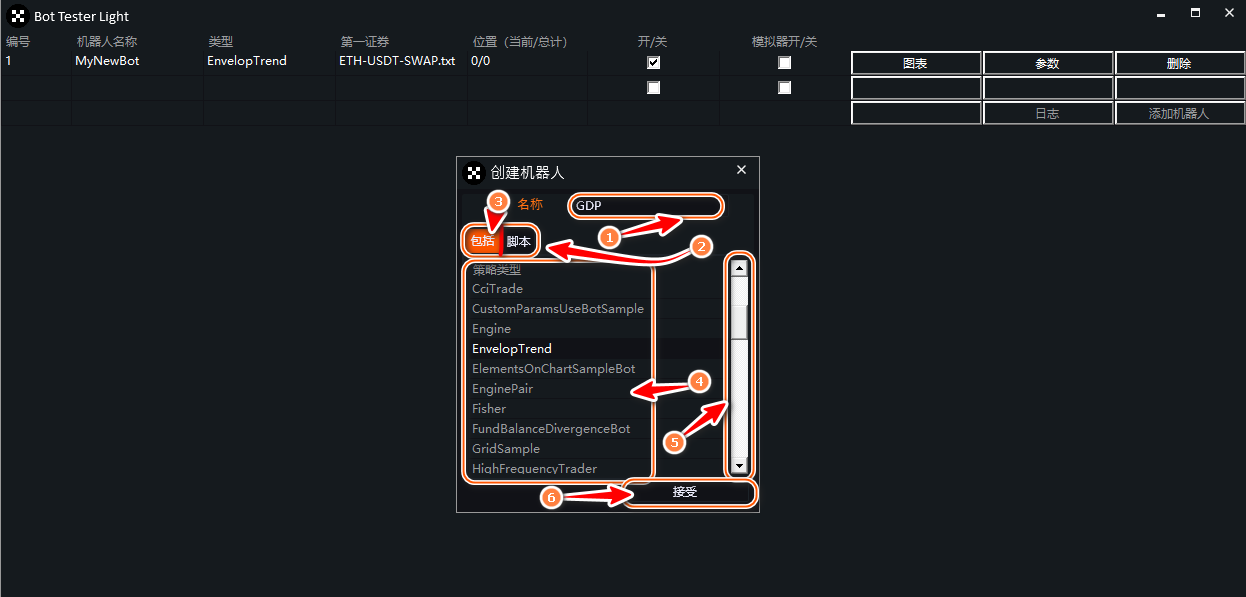 Bot Tester Light
编号 机器人名称 类型 第一证券 位置（当前/总计） 开/关 模拟器开/关
1 MyNewBot EnvelopTrend ETH-USDT-SWAP.txt 0/0 图表 参数 删除
日志 添加机器人
创建机器人
3 名称 GDP
1
包括 脚本 2
策略类型
CciTrade
CustomParamsUseBotSample
Engine
EnvelopTrend
ElementsOnChartSampleBot
EnginePair 4
Fisher
FundBalanceDivergenceBot 5
GridSample
HighFrequencyTrader
6 接受